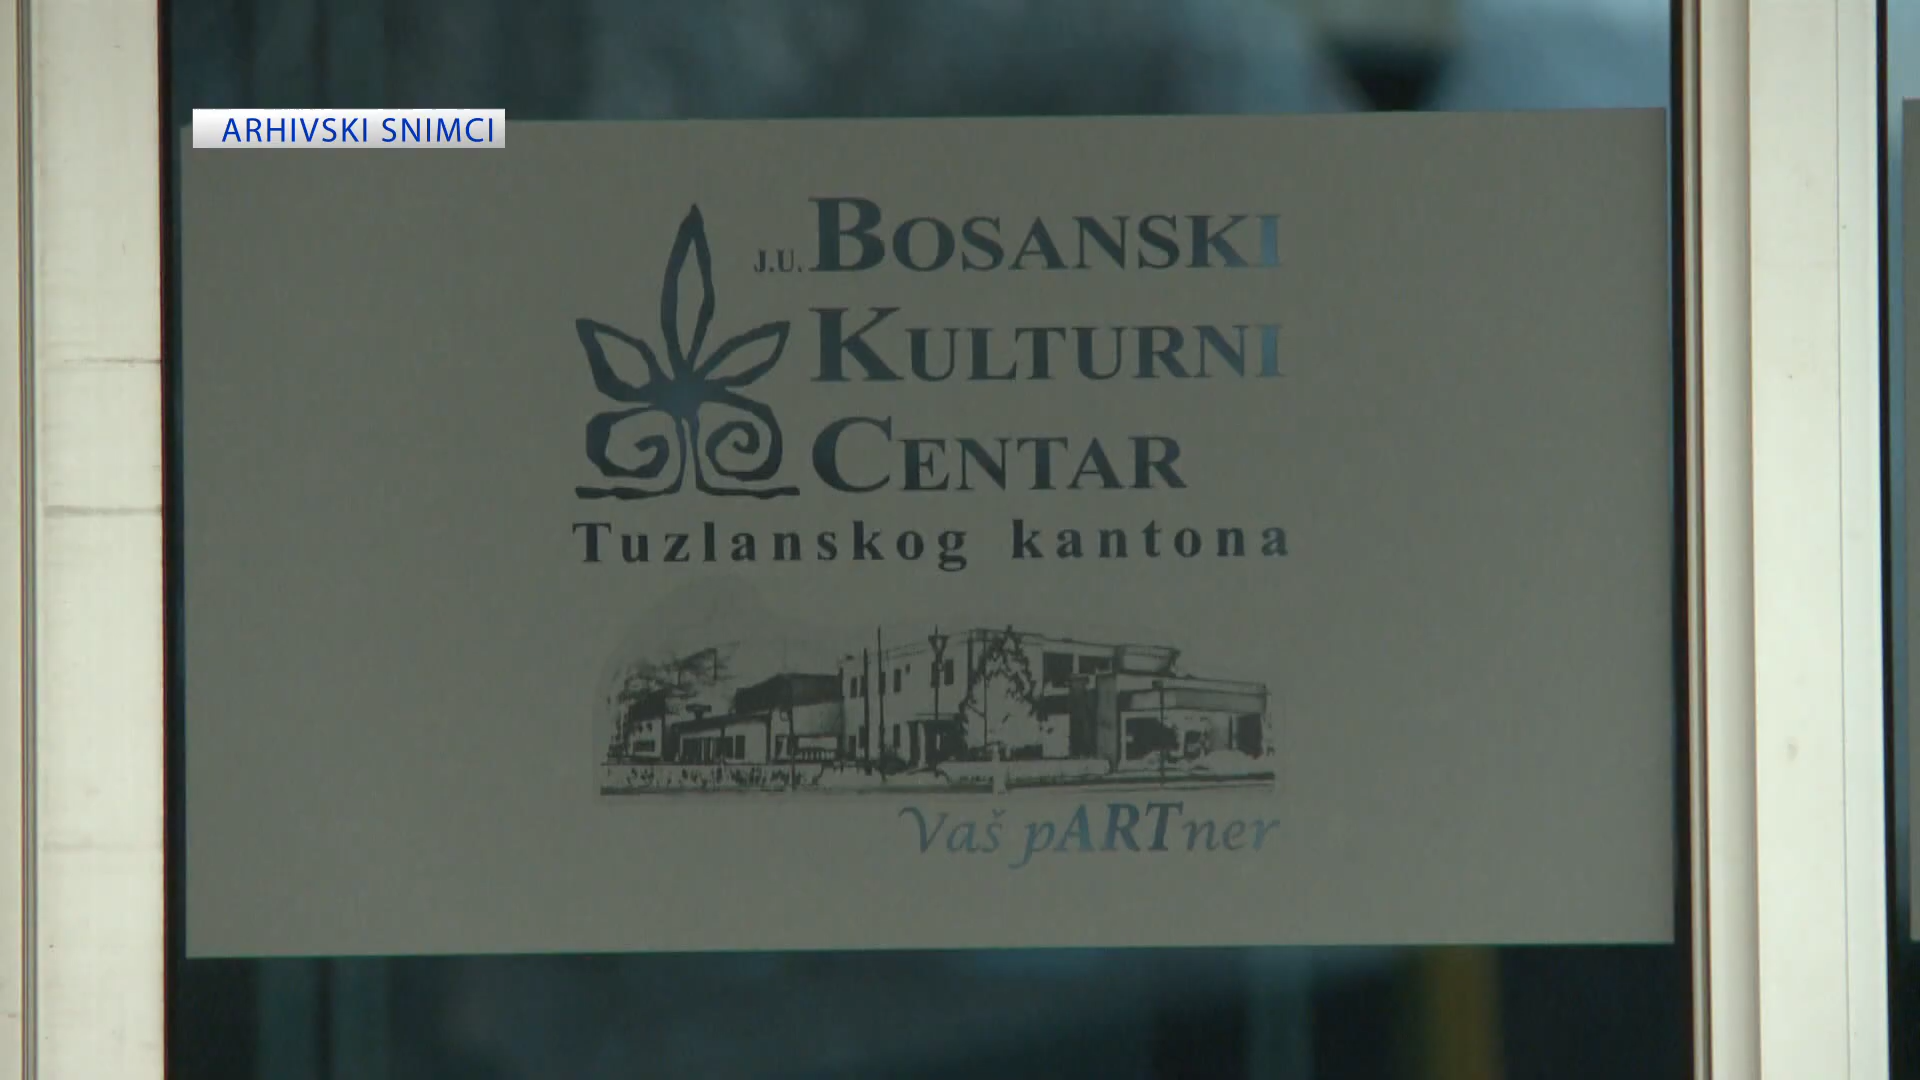 ARHIVSKI SNIMCI
J.U. BOSANSKI
KULTURNI
CENTAR
Tuzlanskog kantona
Vaš pARTner